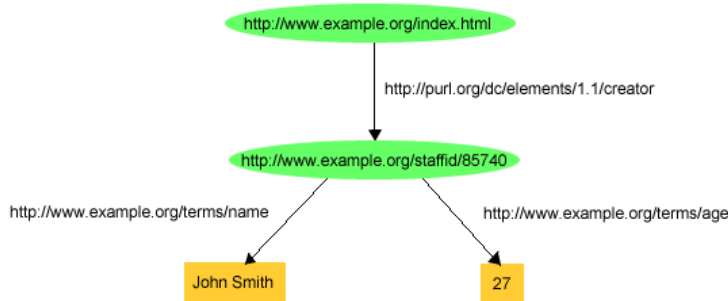 http://www.example.org/index.html
http://purl.org/dc/elements/1.1/creator
http://www.example.org/staffid/85740
http://www.example.org/terms/name
http://www.example.org/terms/age
John Smith
27